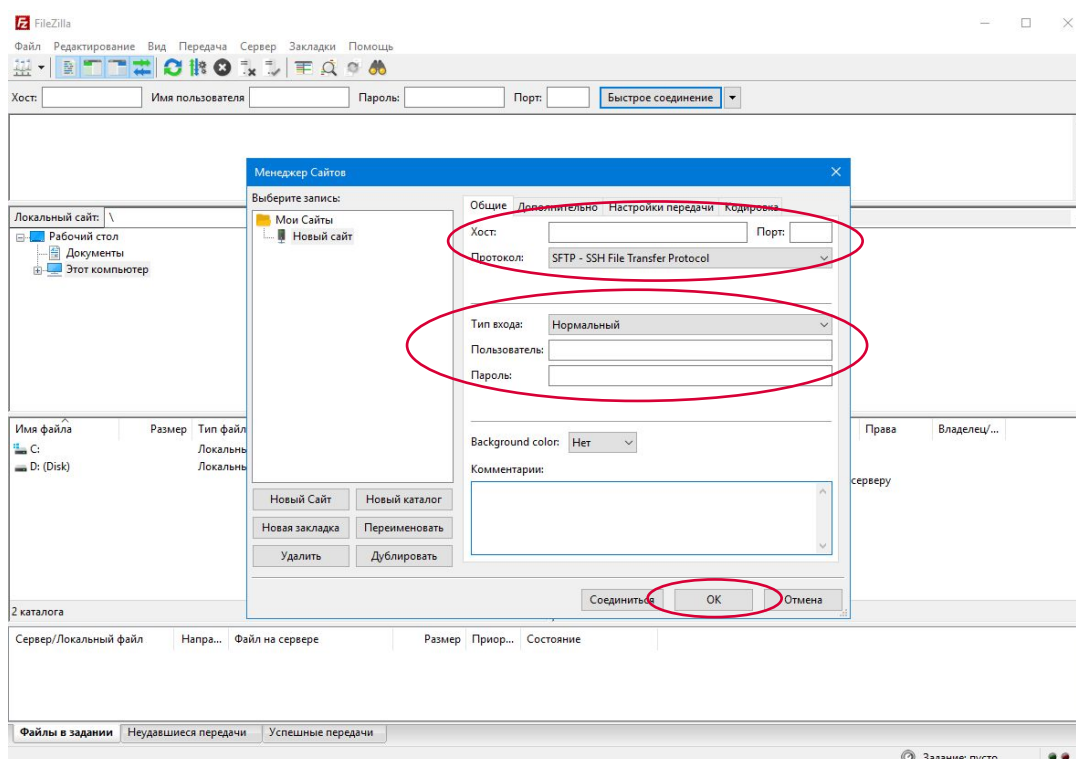 FileZilla
Файл Редактирование Вид Передача Сервер Закладки Помощь
Хост: Имя пользователя Пароль: Порт: Быстрое соединение
Менеджер Сайтов
Выберите запись:
Мои Сайты
Новый сайт
Общие Дополнительно Настройки передачи Кодировка
Хост: Порт:
Протокол: SFTP - SSH File Transfer Protocol
Тип входа: Нормальный
Пользователь:
Пароль:
Background color: Нет
Комментарии:
Новый Сайт Новый каталог
Новая закладка Переименовать
Удалить Дублировать
Соединиться OK Отмена
Локальный сайт: \
Рабочий стол
Документы
Этот компьютер
Имя файла Размер Тип файл Права Владелец/...
C: Локальн
D: (Disk) Локальн
серверу
2 каталога
Сервер/Локальный файл Напра... Файл на сервере Размер Приор... Состояние
Файлы в задании Неудавшиеся передачи Успешные передачи
Задание: пусто